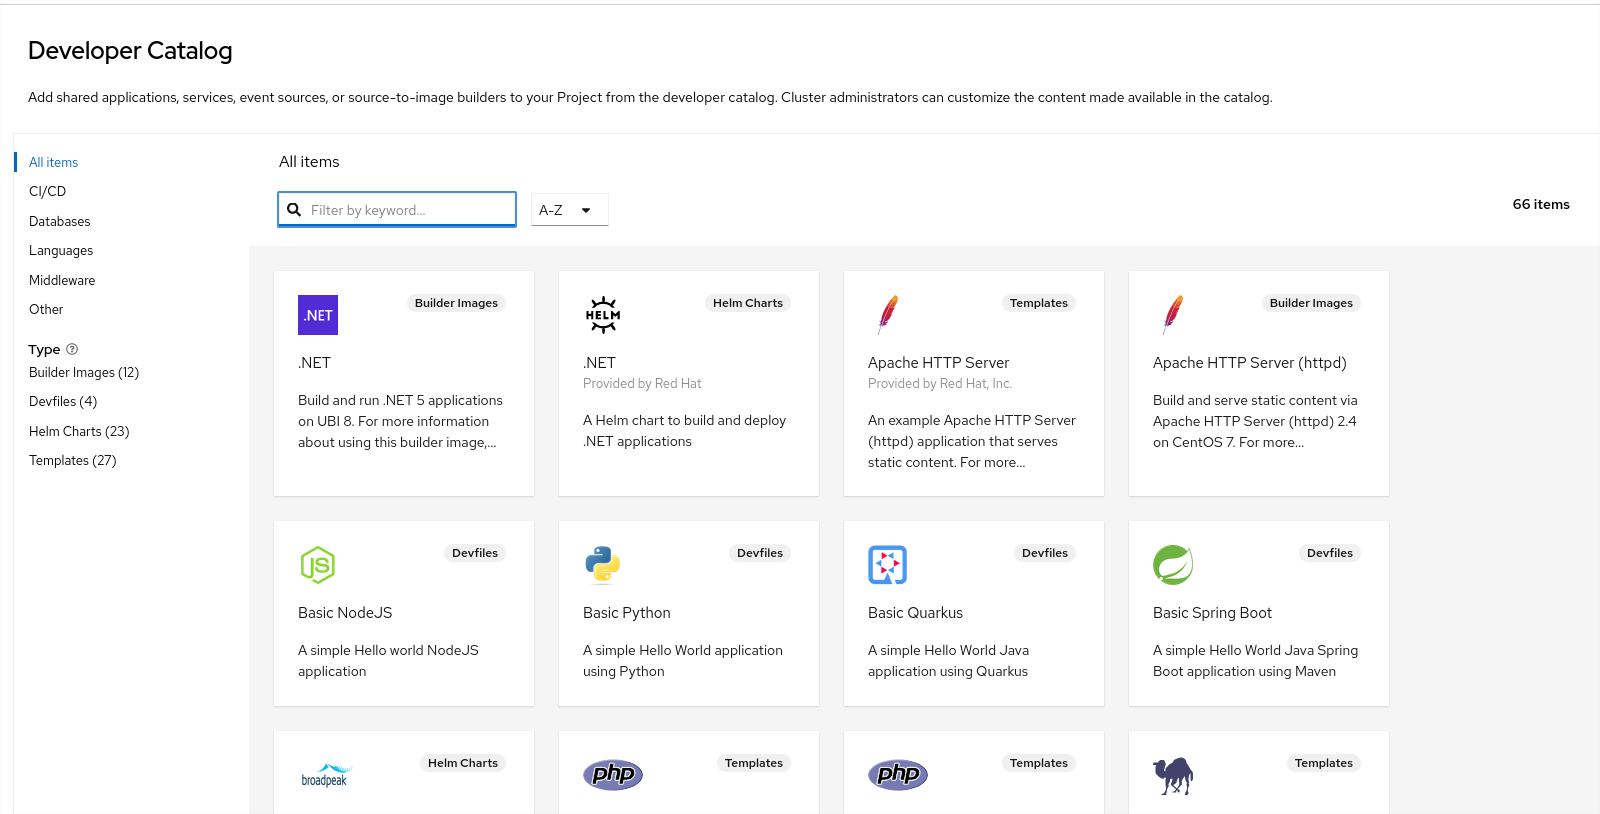 Developer Catalog
Add shared applications, services, event sources, or source-to-image builders to your Project from the developer catalog. Cluster administrators can customize the content made available in the catalog.
All items
CI/CD
Databases
Languages
Middleware
Other
Type
Builder Images (12)
Devfiles (4)
Helm Charts (23)
Templates (27)
All items
Filter by keyword...
A-Z
66 items
.NET
Builder Images
.NET
Build and run .NET 5 applications
on UBI 8. For more information
about using this builder image,...
HELM
Helm Charts
.NET
Provided by Red Hat
A Helm chart to build and deploy
.NET applications
Templates
Apache HTTP Server
Provided by Red Hat, Inc.
An example Apache HTTP Server
(httpd) application that serves
static content. For more...
Builder Images
Apache HTTP Server (httpd)
Build and serve static content via
Apache HTTP Server (httpd) 2.4
on CentOS 7. For more...
JS
Devfiles
Basic NodeJS
A simple Hello world NodeJS
application
Devfiles
Basic Python
A simple Hello World application
using Python
Devfiles
Basic Quarkus
A simple Hello World Java
application using Quarkus
Devfiles
Basic Spring Boot
A simple Hello World Java Spring
Boot application using Maven
broadpeak
Helm Charts
php
Templates
php
Templates
Templates